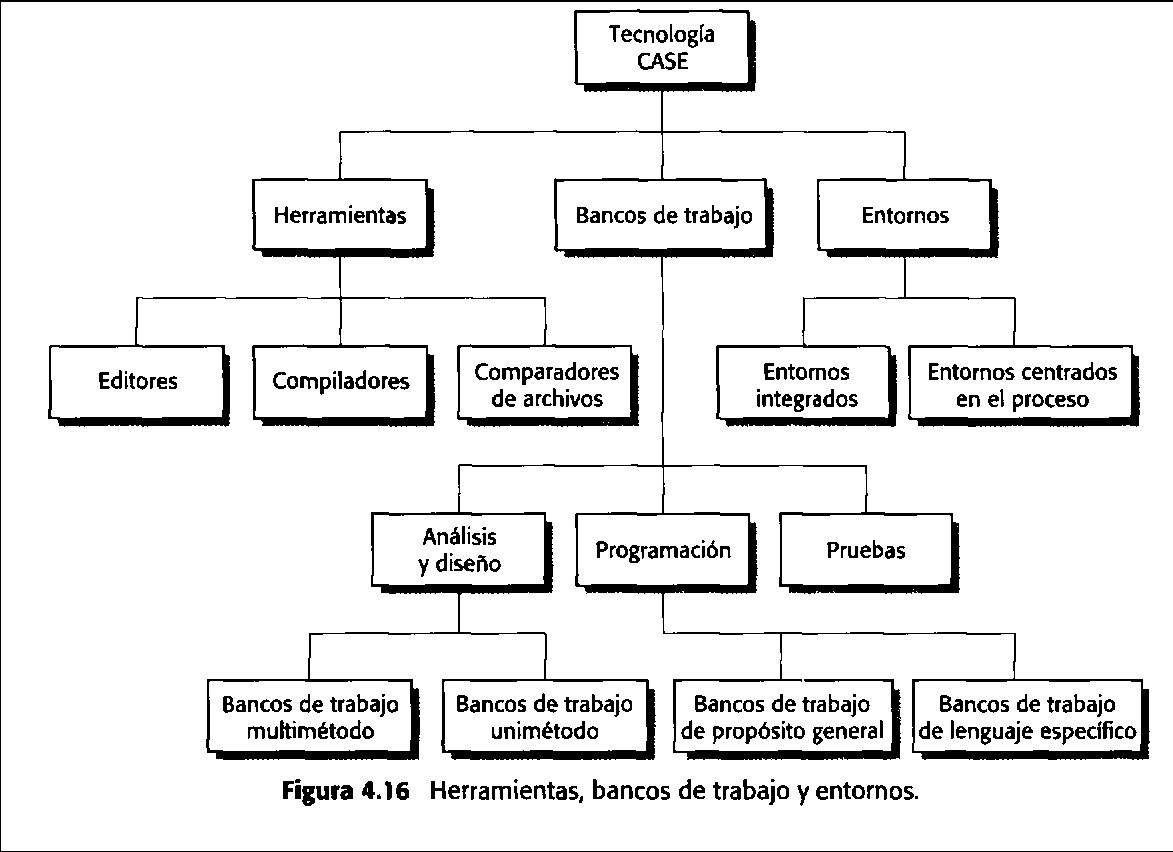 Tecnología
CASE
Herramientas
Bancos de trabajo
Entornos
Editores
Compiladores
Comparadores
de archivos
Entornos
integrados
Entornos centrados
en el proceso
Análisis
y diseño
Programación
Pruebas
Bancos de trabajo
multimétodo
Bancos de trabajo
unimétodo
Bancos de trabajo
de propósito general
Bancos de trabajo
de lenguaje específico
Figura 4.16 Herramientas, bancos de trabajo y entornos.